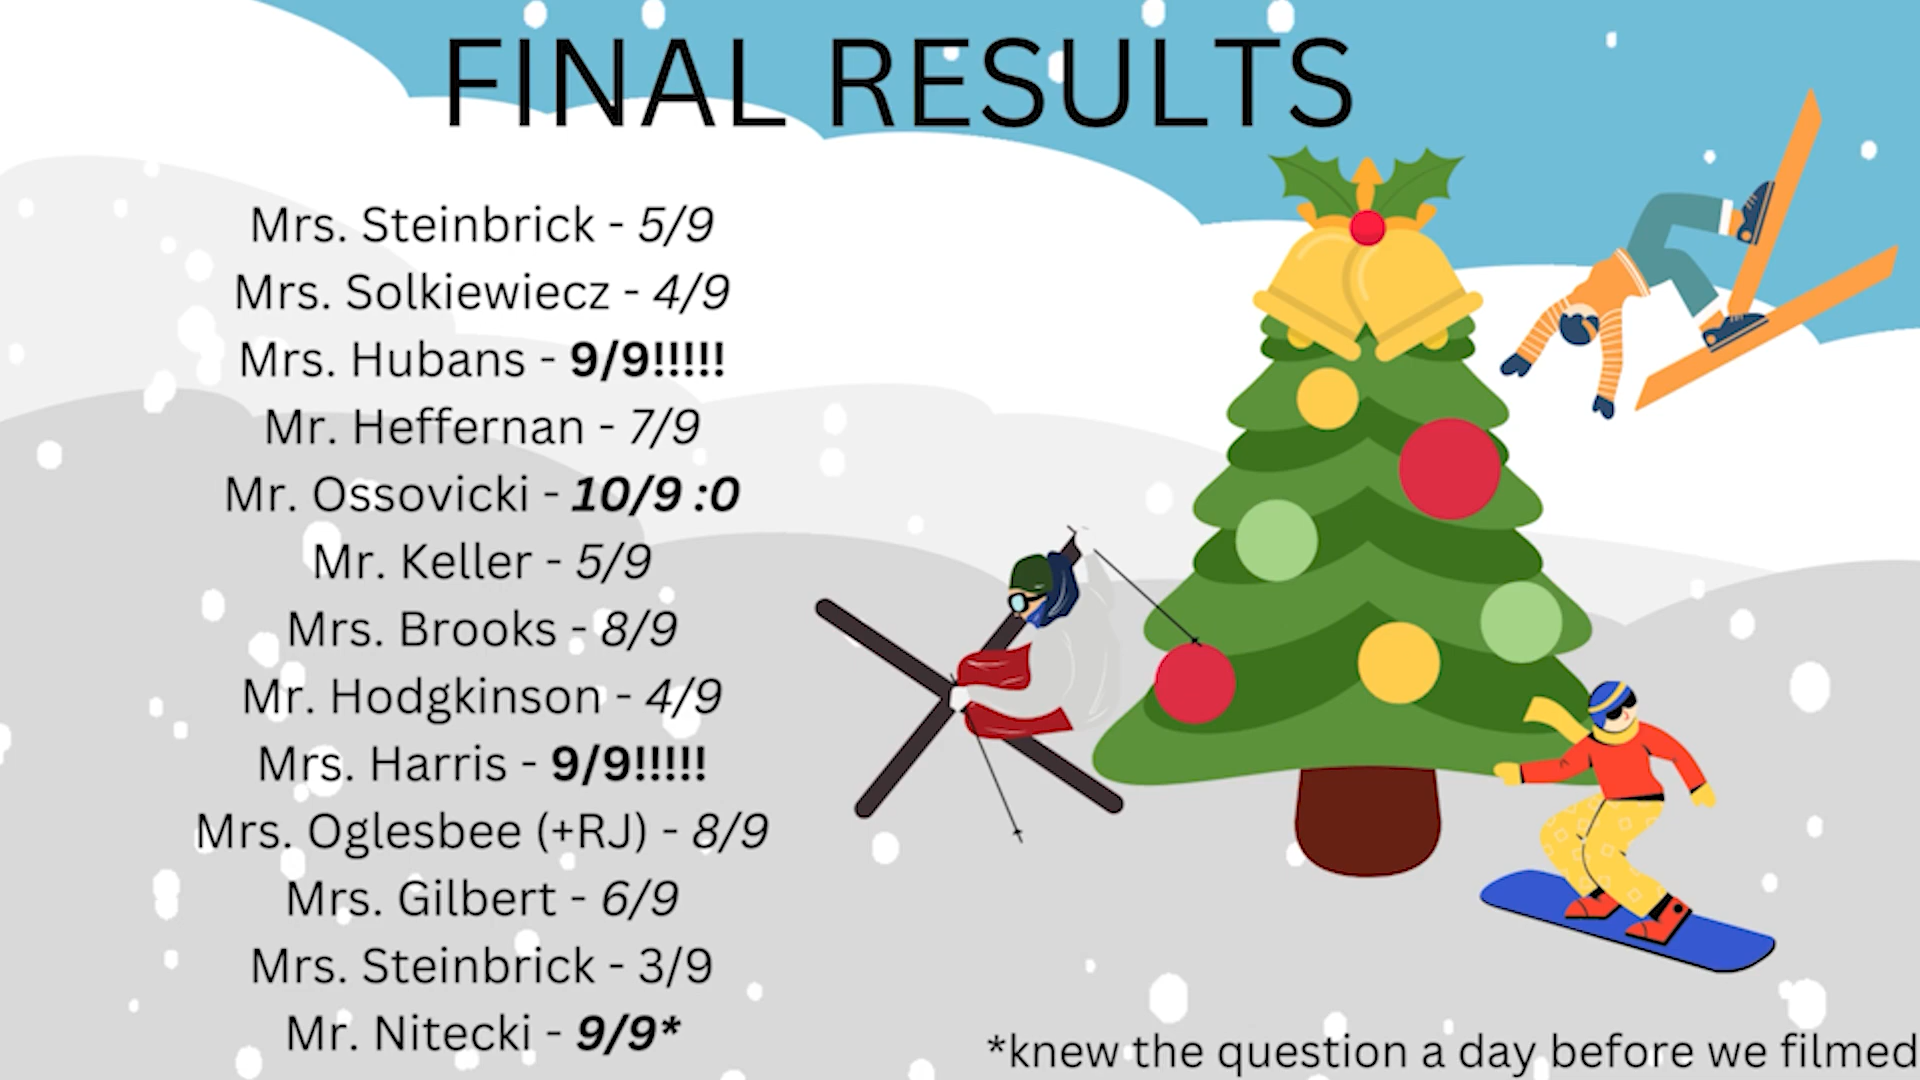 FINAL RESULTS
Mrs. Steinbrick - 5/9
Mrs. Solkiewiecz - 4/9
Mrs. Hubans - 9/9!!!!!
Mr. Heffernan - 7/9
Mr. Ossovicki - 10/9 :0
Mr. Keller - 5/9
Mrs. Brooks - 8/9
Mr. Hodgkinson - 4/9
Mrs. Harris - 9/9!!!!!
Mrs. Oglesbee (+RJ) - 8/9
Mrs. Gilbert - 6/9
Mrs. Steinbrick - 3/9
Mr. Nitecki - 9/9*
*knew the question a day before we filmed